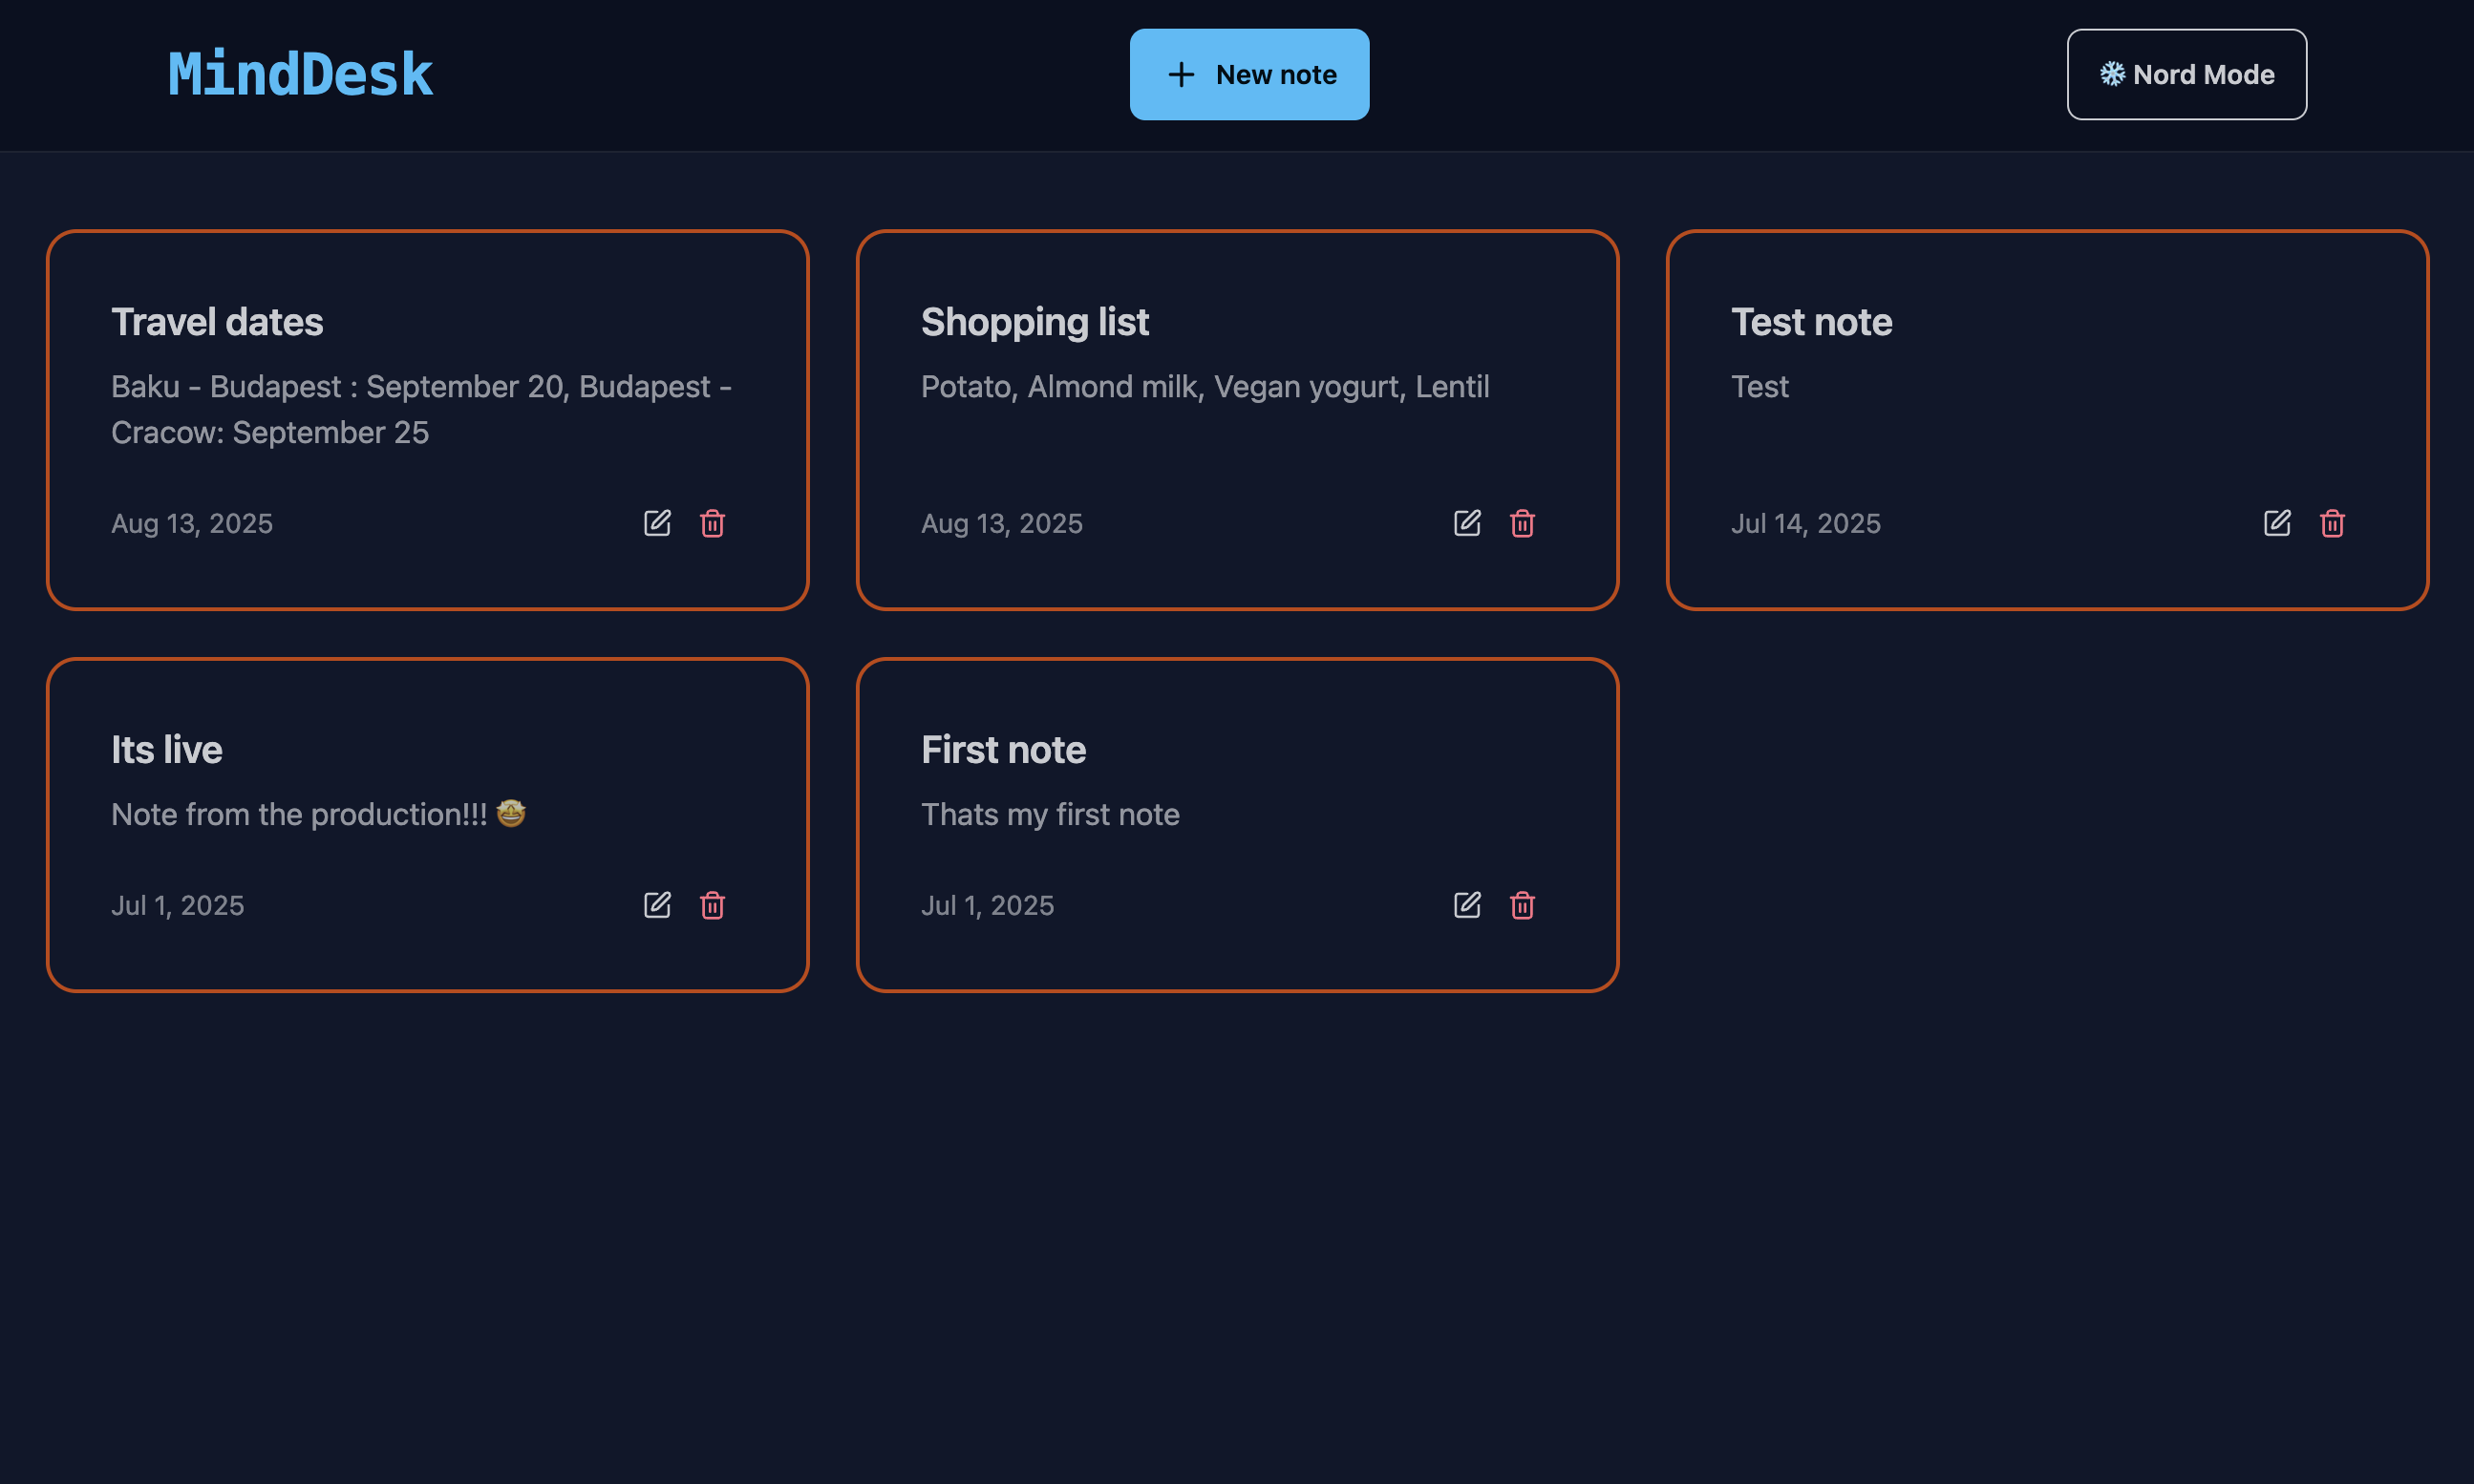 MindDesk
New note
❄️ Nord Mode
Travel dates
Baku - Budapest : September 20, Budapest -
Cracow: September 25
Aug 13, 2025
Shopping list
Potato, Almond milk, Vegan yogurt, Lentil
Aug 13, 2025
Test note
Test
Jul 14, 2025
Its live
Note from the production!!! 🤩
Jul 1, 2025
First note
Thats my first note
Jul 1, 2025